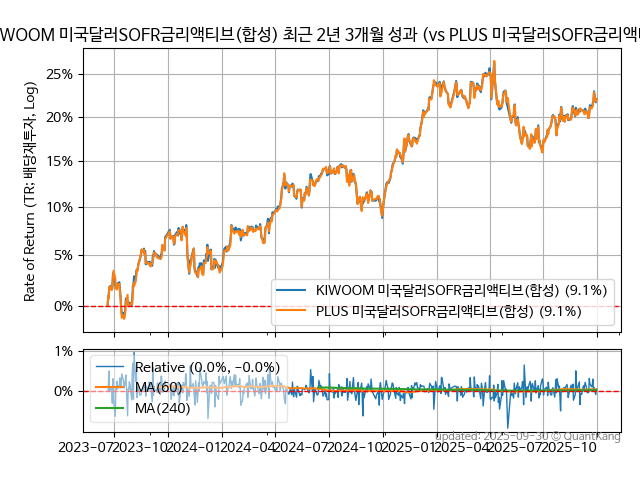 WOOM 미국달러SOFR금리액티브(합성) 최근 2년 3개월 성과 (vs PLUS 미국달러SOFR금리액
Rate of Return (TR: 배당재투자, Log)
25%
20%
15%
10%
5%
0%
KIWOOM 미국달러SOFR금리액티브(합성) (9.1%)
PLUS 미국달러SOFR금리액티브(합성) (9.1%)
1%
0%
Relative (0.0%, -0.0%)
MA(60)
MA(240)
2023-07 2023-10 2024-01 2024-04 2024-07 2024-10 2025-01 2025-04 2025-07 2025-10
updated: 2025-09-30 © QuantKang